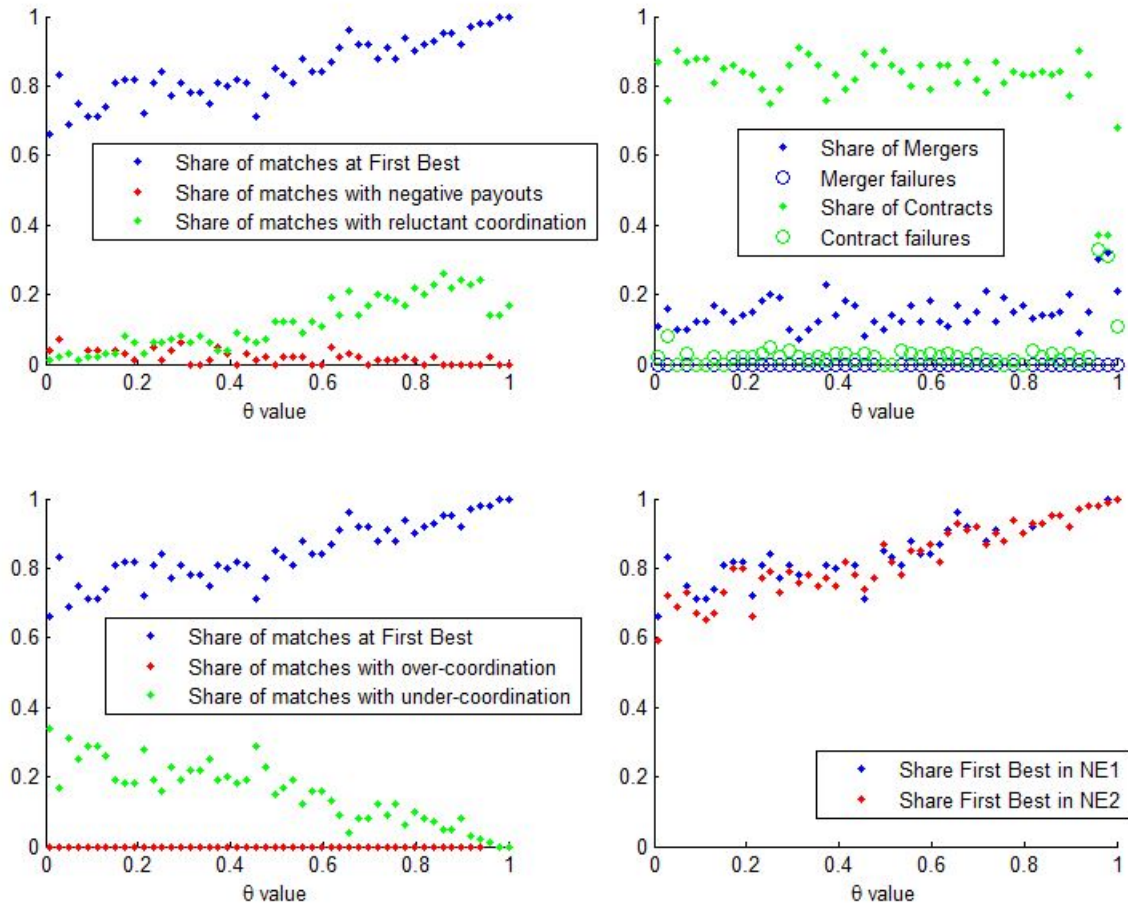 1
0.8
0.6
0.4
0.2
0
Share of matches at First Best
Share of matches with negative payouts
Share of matches with reluctant coordination
0 0.2 0.4 0.6 0.8 1
θ value
1
0.8
0.6
0.4
0.2
0
Share of Mergers
Merger failures
Share of Contracts
Contract failures
0 0.2 0.4 0.6 0.8 1
θ value
1
0.8
0.6
0.4
0.2
0
Share of matches at First Best
Share of matches with over-coordination
Share of matches with under-coordination
0 0.2 0.4 0.6 0.8 1
θ value
1
0.8
0.6
0.4
0.2
0
Share First Best in NE1
Share First Best in NE2
0 0.2 0.4 0.6 0.8 1
θ value